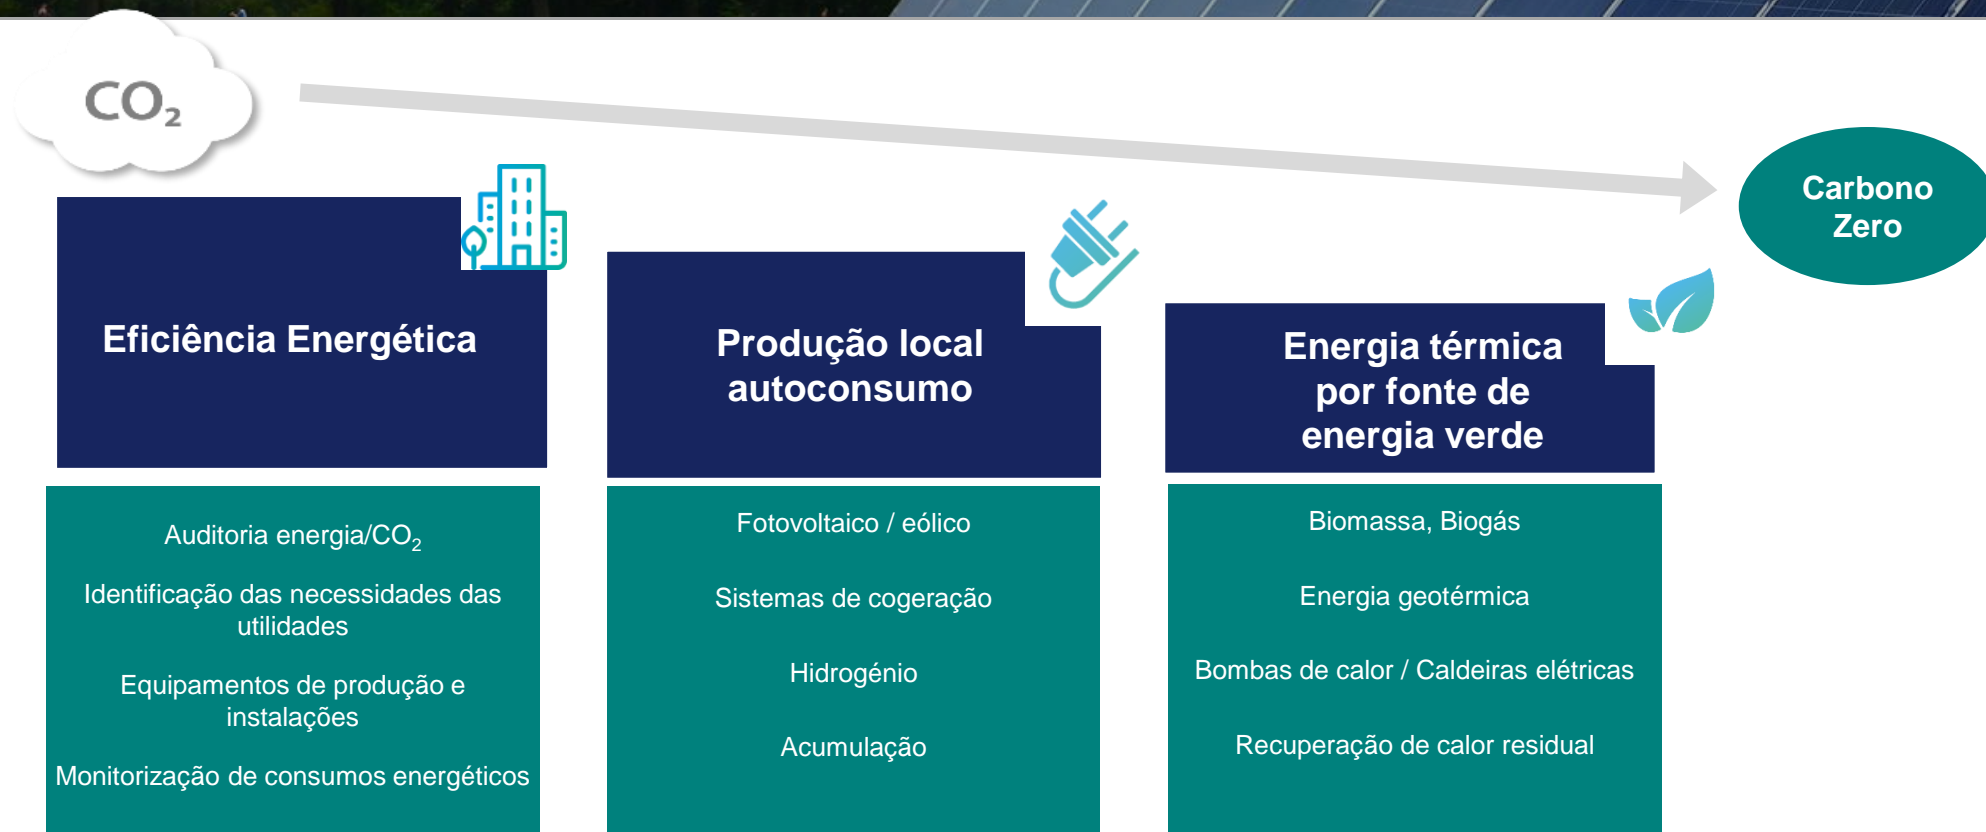 CO₂
Carbono
Zero
Eficiência Energética
Auditoria energia/CO₂
Identificação das necessidades das
utilidades
Equipamentos de produção e
instalações
Monitorização de consumos energéticos
Produção local
autoconsumo
Fotovoltaico / eólico
Sistemas de cogeração
Hidrogénio
Acumulação
Energia térmica
por fonte de
energia verde
Biomassa, Biogás
Energia geotérmica
Bombas de calor / Caldeiras elétricas
Recuperação de calor residual